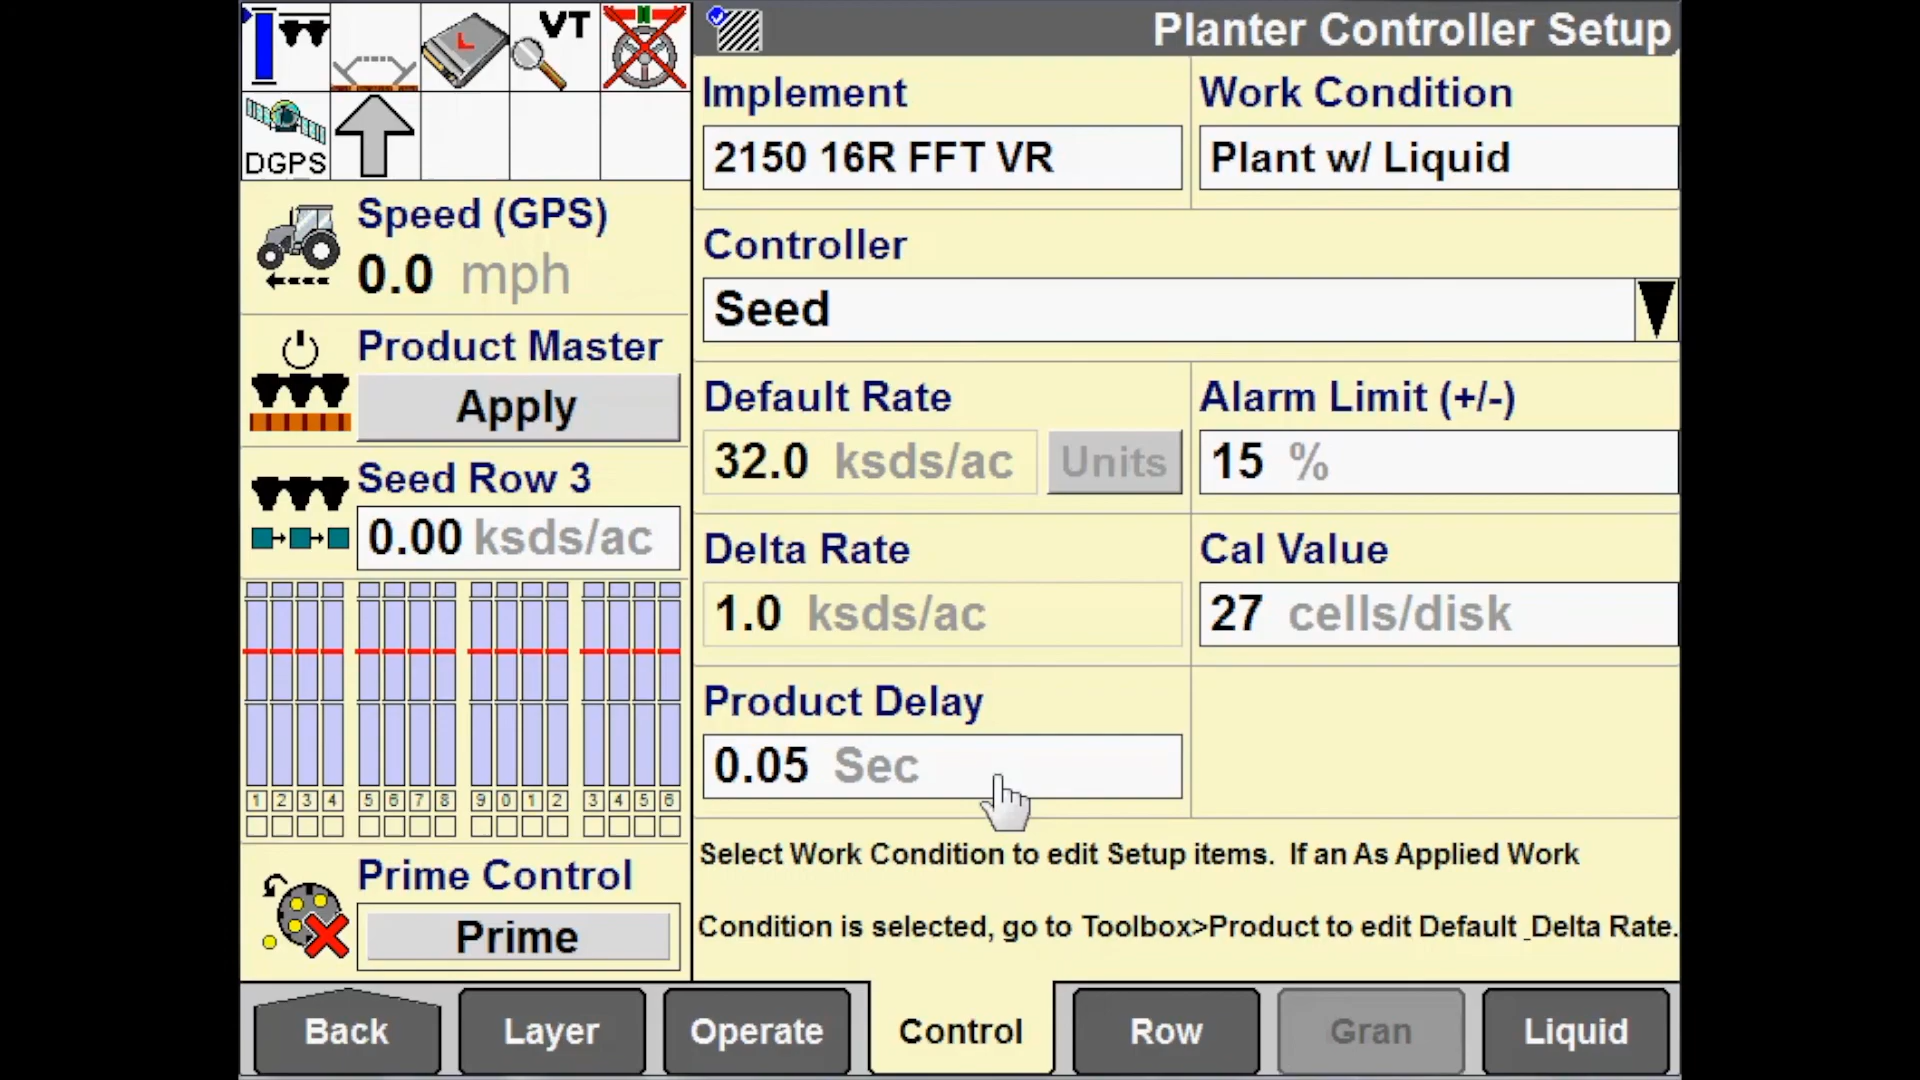 VT
L
DGPS
Planter Controller Setup
Speed (GPS)
0.0 mph
Product Master
Apply
Seed Row 3
0.00 ksds/ac
1 2 3 4 5 6 7 8 9 0 1 2 3 4 5 6
Prime Control
Prime
Implement
2150 16R FFT VR
Work Condition
Plant w/ Liquid
Controller
Seed
Default Rate
32.0 ksds/ac Units
Alarm Limit (+/-)
15 %
Delta Rate
1.0 ksds/ac
Cal Value
27 cells/disk
Product Delay
0.05 Sec
Select Work Condition to edit Setup items. If an As Applied Work
Condition is selected, go to Toolbox>Product to edit Default _Delta Rate.
Back Layer Operate Control Row Gran Liquid